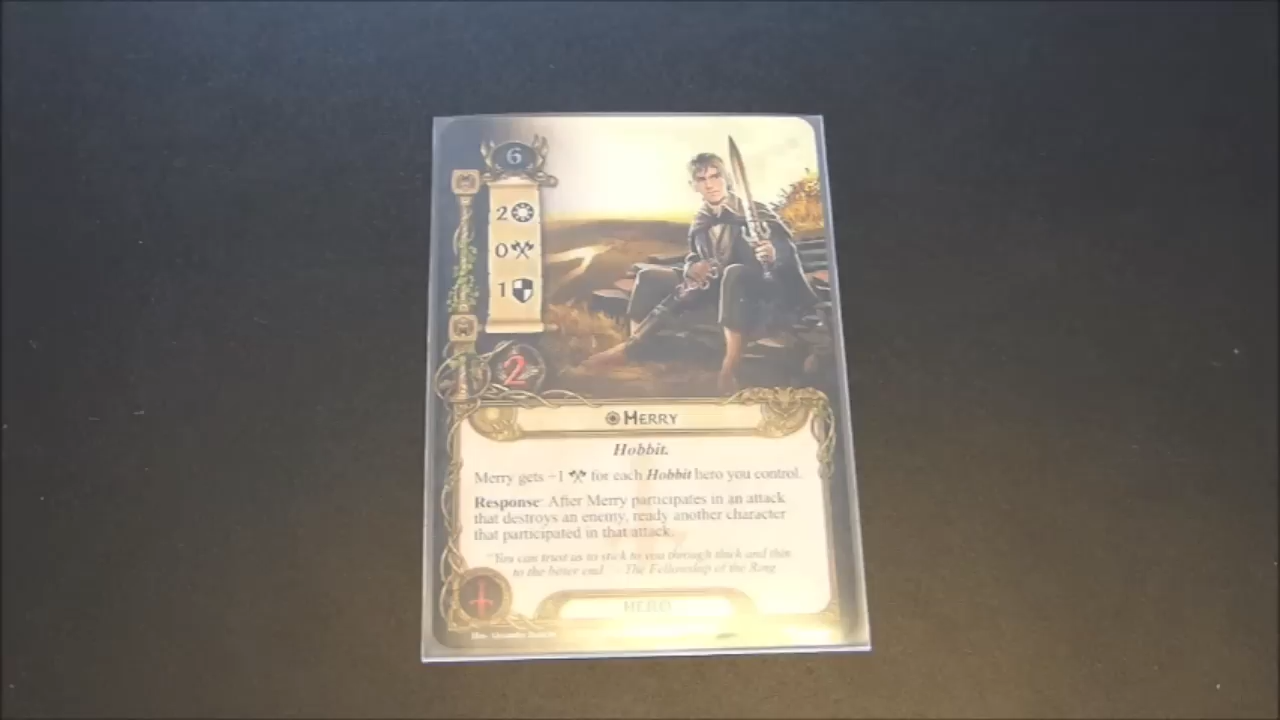 6
2
0
1
2
MERRY
Hobbit.
Merry gets +1 for each Hobbit hero you control.
Response: After Merry participates in an attack
that destroys an enemy, ready another character
that participated in that attack.
"You can trust us to stick to you through thick and thin
to the bitter end The Fellowship of the Ring
HERO
Illus.